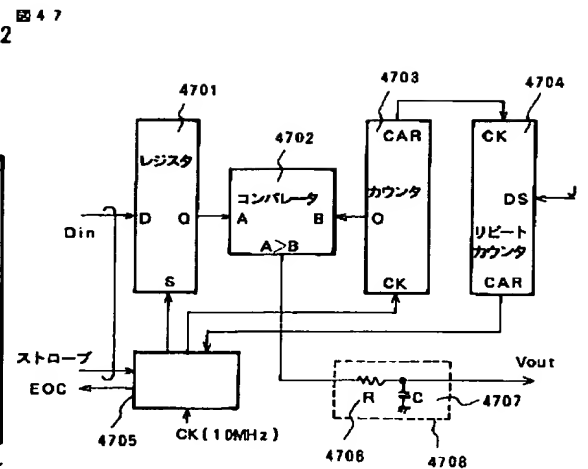 図47
2
4701
4702
4703
4704
レジスタ
コンパレータ
カウンタ
CAR
CK
DS
リピート
カウンタ
CAR
Din
D
Q
A
B
A>B
O
S
CK
ストローブ
EOC
4705
CK(10MHz)
R
C
Vout
4706
4707
4708